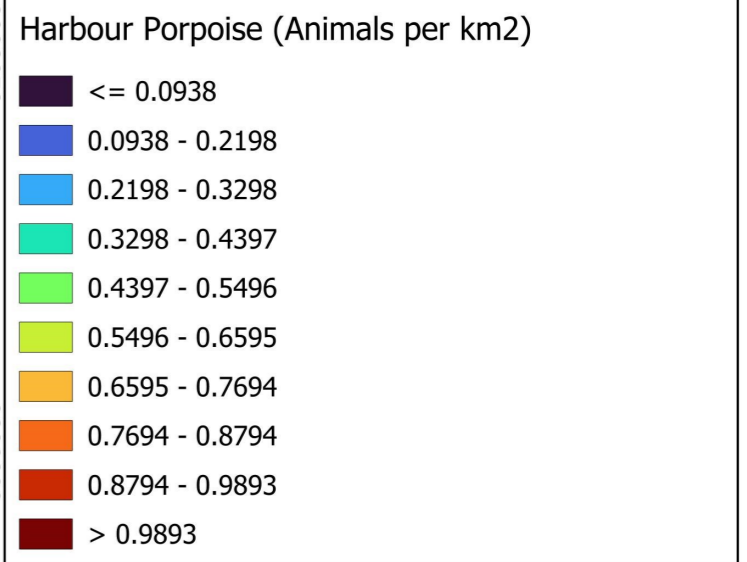 Harbour Porpoise (Animals per km2)
<= 0.0938
0.0938 - 0.2198
0.2198 - 0.3298
0.3298 - 0.4397
0.4397 - 0.5496
0.5496 - 0.6595
0.6595 - 0.7694
0.7694 - 0.8794
0.8794 - 0.9893
> 0.9893